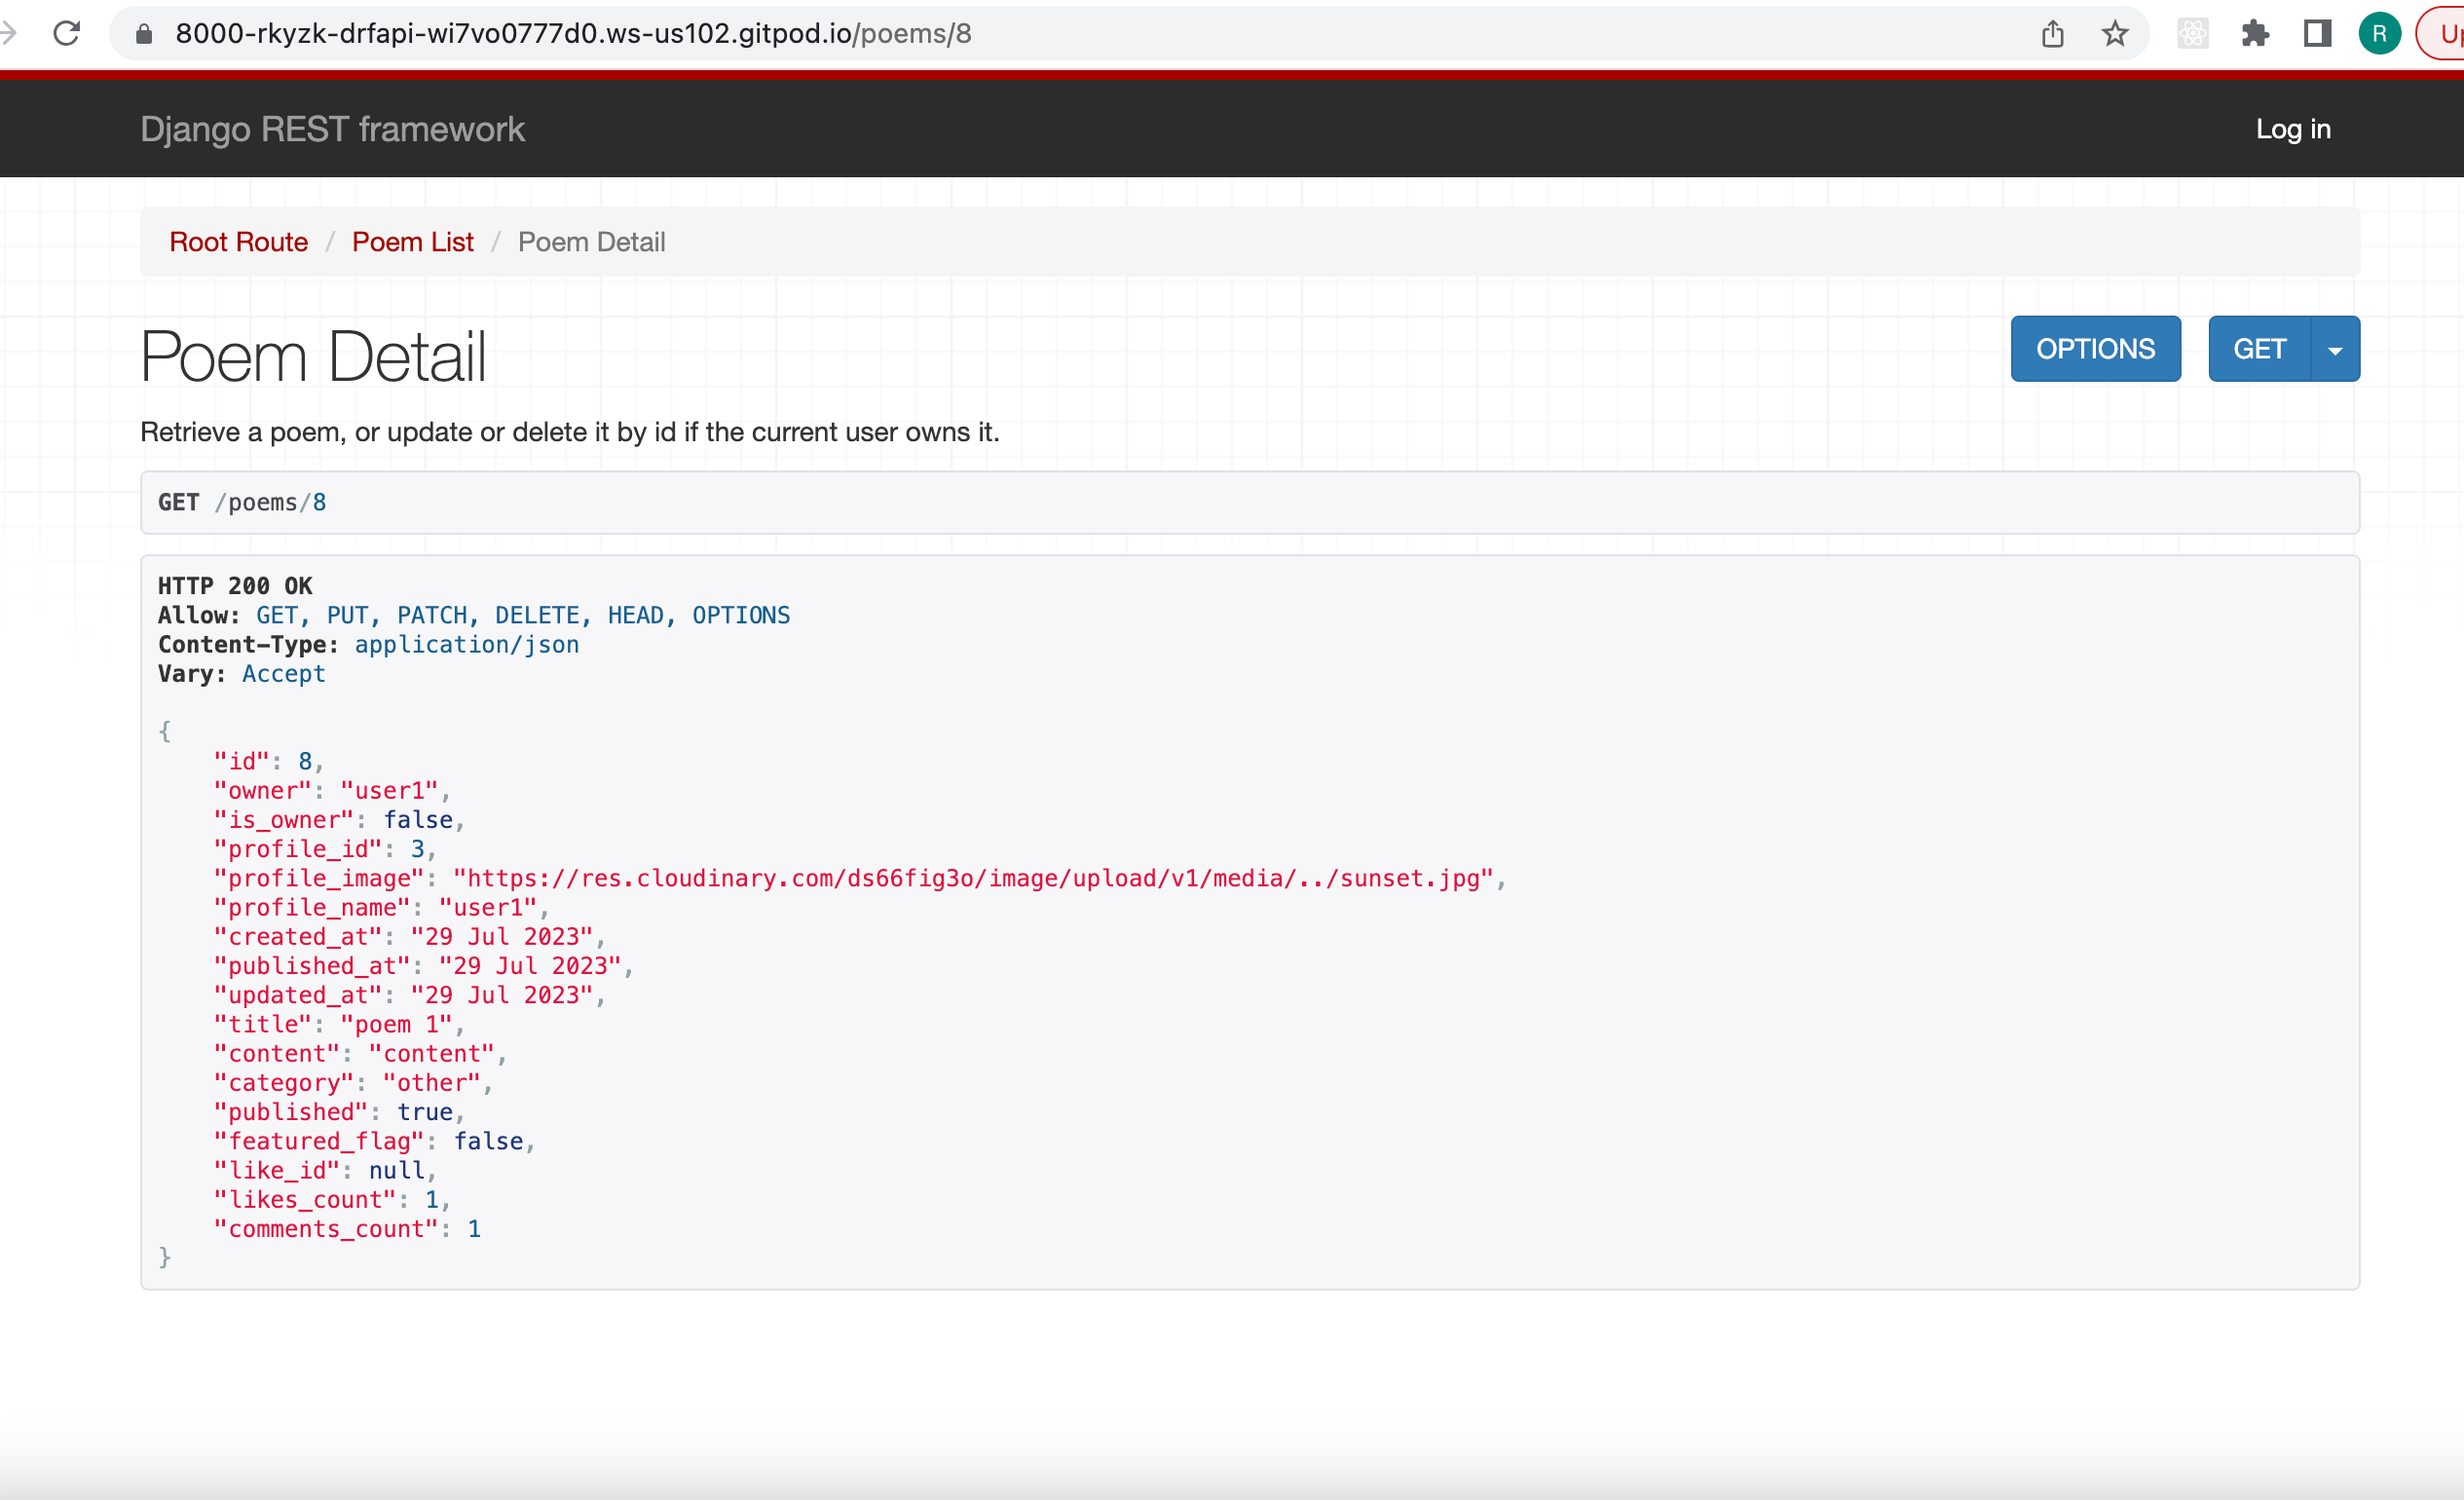 8000-rkyzk-drfapi-wi7vo0777d0.ws-us102.gitpod.io/poems/8
R
Django REST framework
Log in
Root Route / Poem List / Poem Detail
Poem Detail
OPTIONS
GET
Retrieve a poem, or update or delete it by id if the current user owns it.
GET /poems/8
HTTP 200 OK
Allow: GET, PUT, PATCH, DELETE, HEAD, OPTIONS
Content-Type: application/json
Vary: Accept
{
    "id": 8,
    "owner": "user1",
    "is_owner": false,
    "profile_id": 3,
    "profile_image": "https://res.cloudinary.com/ds66fig3o/image/upload/v1/media/../sunset.jpg",
    "profile_name": "user1",
    "created_at": "29 Jul 2023",
    "published_at": "29 Jul 2023",
    "updated_at": "29 Jul 2023",
    "title": "poem 1",
    "content": "content",
    "category": "other",
    "published": true,
    "featured_flag": false,
    "like_id": null,
    "likes_count": 1,
    "comments_count": 1
}